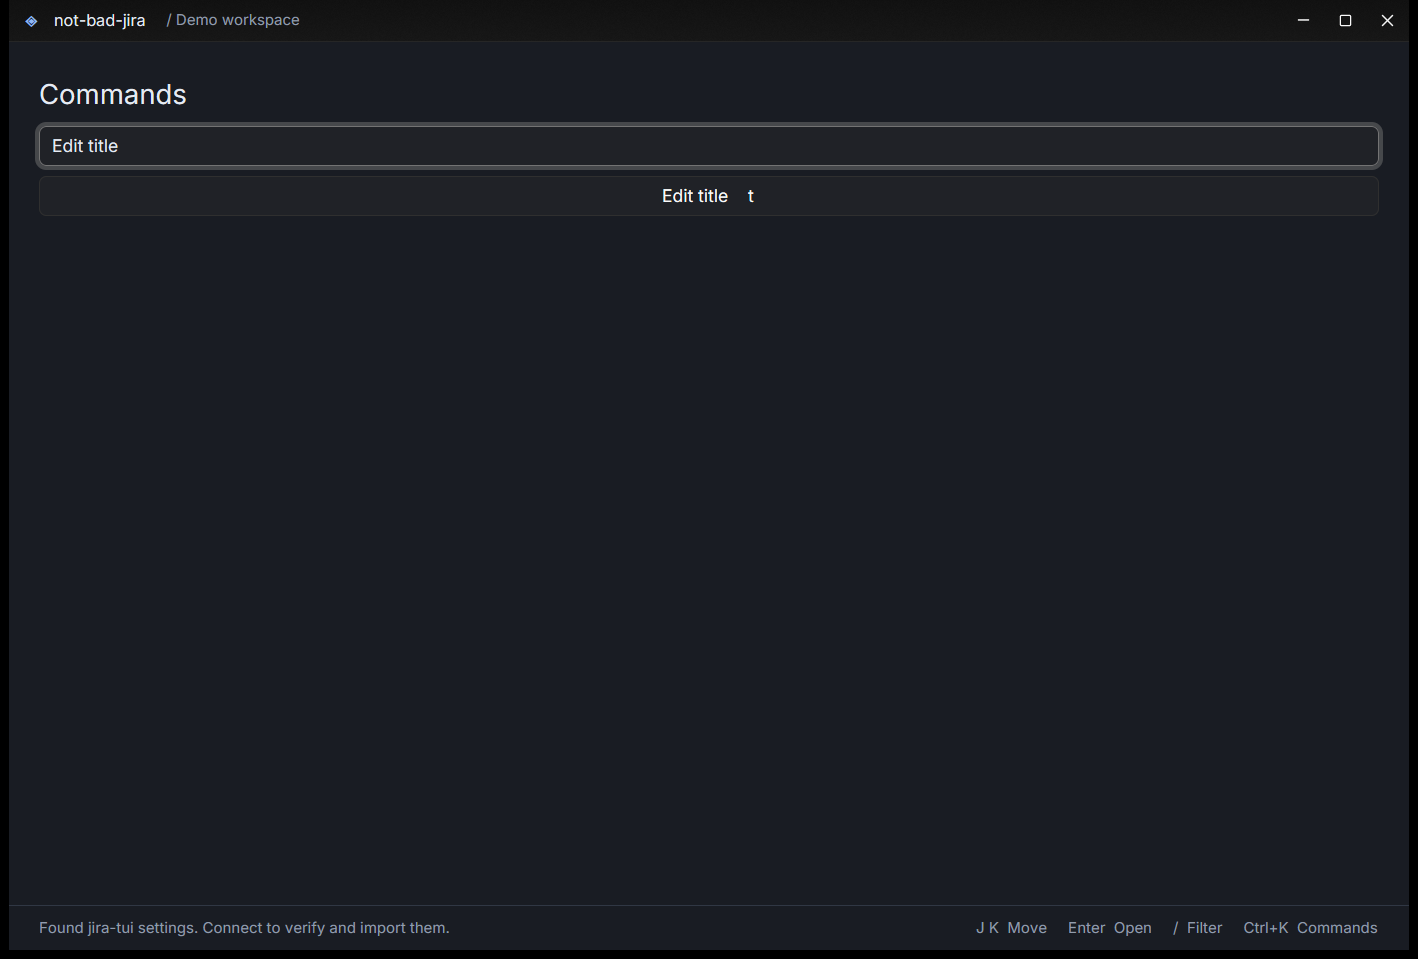 not-bad-jira / Demo workspace
Commands
Edit title
Edit title t
Found jira-tui settings. Connect to verify and import them. J K Move Enter Open / Filter Ctrl+K Commands